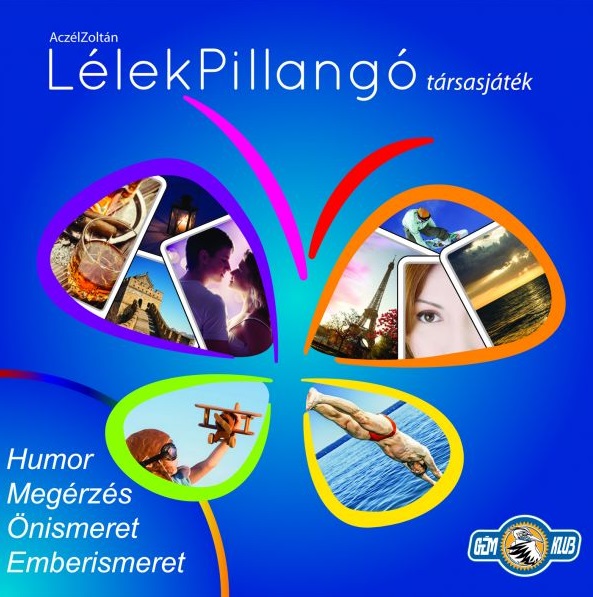 AczélZoltán
LélekPillangó társasjáték
Humor
Megérzés
Önismeret
Emberismeret
GÉM KLUB